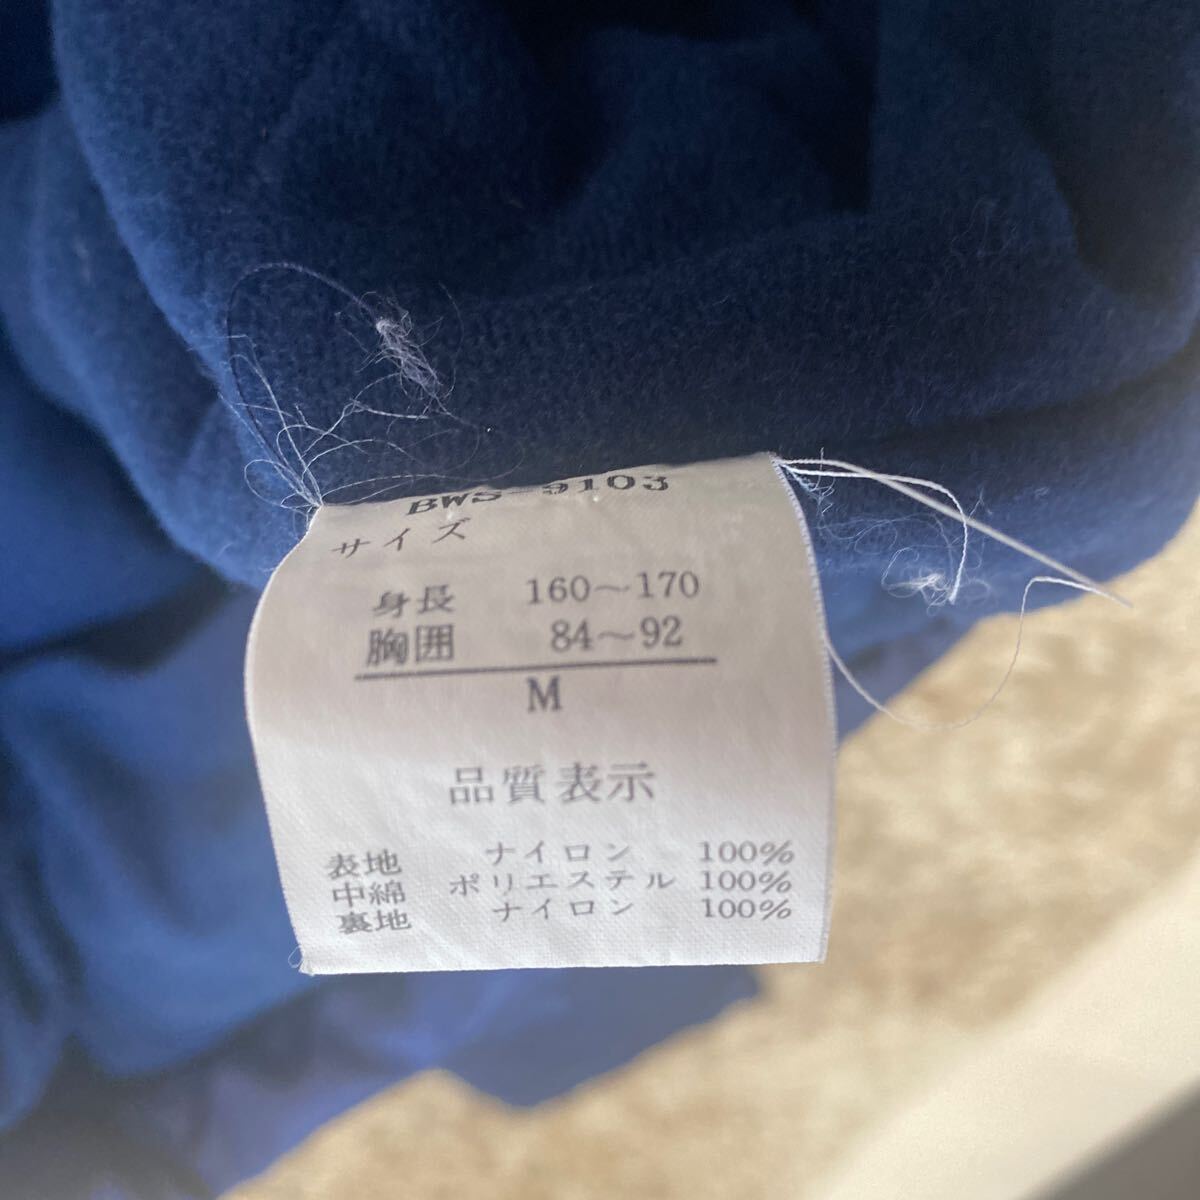 BWS-9103
サイズ
身長 160～170
胸囲 84～92
M
品質表示
表地 ナイロン 100%
中綿 ポリエステル 100%
裏地 ナイロン 100%